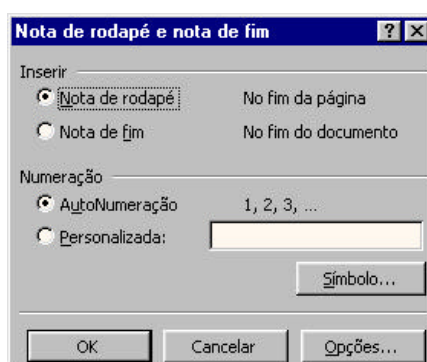 Nota de rodapé e nota de fim
Inserir
Nota de rodapé No fim da página
Nota de fim No fim do documento
Numeração
AutoNumeração 1, 2, 3, ...
Personalizada:
Símbolo...
OK Cancelar Opções...